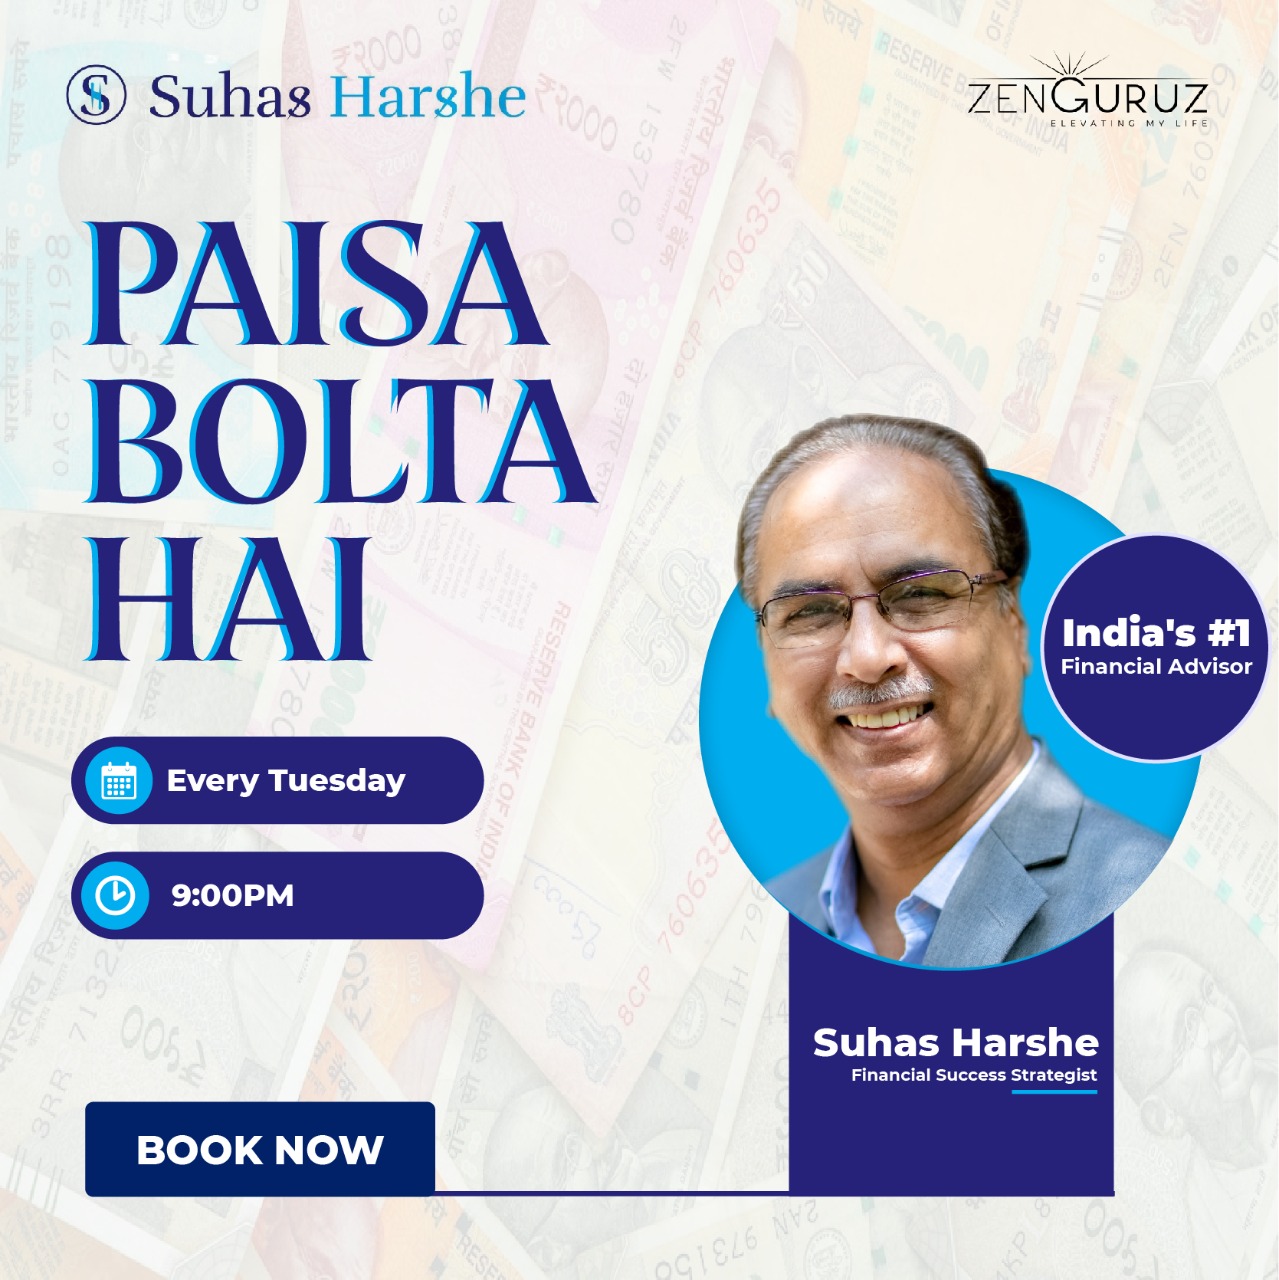 Suhas Harshe
ZENGURUZ
ELEVATING MY LIFE
PAISA
BOLTA
HAI
Every Tuesday
9:00PM
India's #1
Financial Advisor
Suhas Harshe
Financial Success Strategist
BOOK NOW